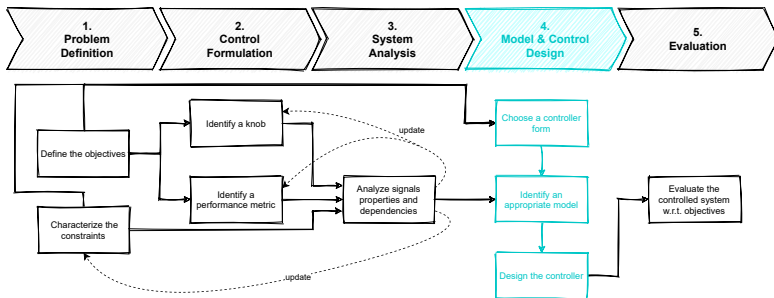 1.
Problem
Definition
2.
Control
Formulation
3.
System
Analysis
4.
Model & Control
Design
5.
Evaluation
Define the objectives
Characterize the
constraints
Identify a knob
Identify a
performance metric
update
Analyze signals
properties and
dependencies
update
Choose a controller
form
Identify an
appropriate model
Design the controller
Evaluate the
controlled system
w.r.t. objectives